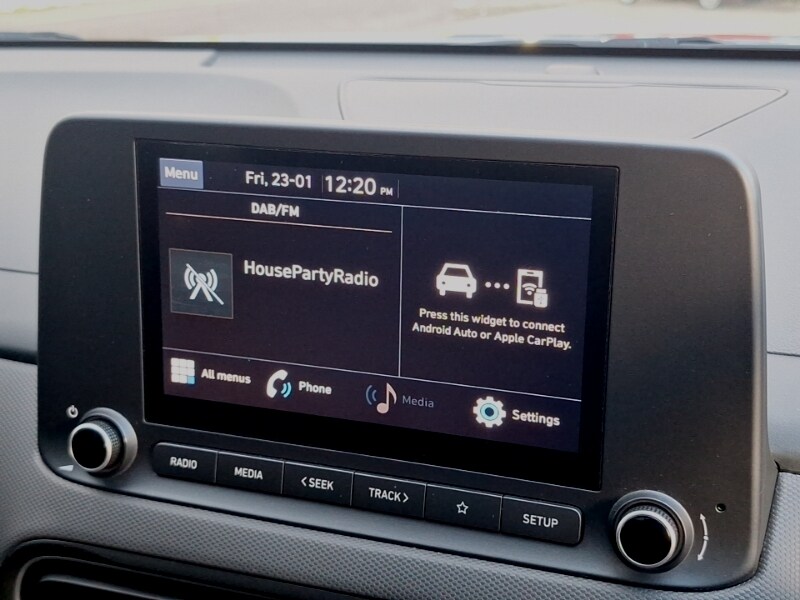 Menu
Fri, 23-01
12:20 PM
DAB/FM
HousePartyRadio
Press this widget to connect
Android Auto or Apple CarPlay.
All menus
Phone
Media
Settings
RADIO
MEDIA
< SEEK
TRACK >
SETUP